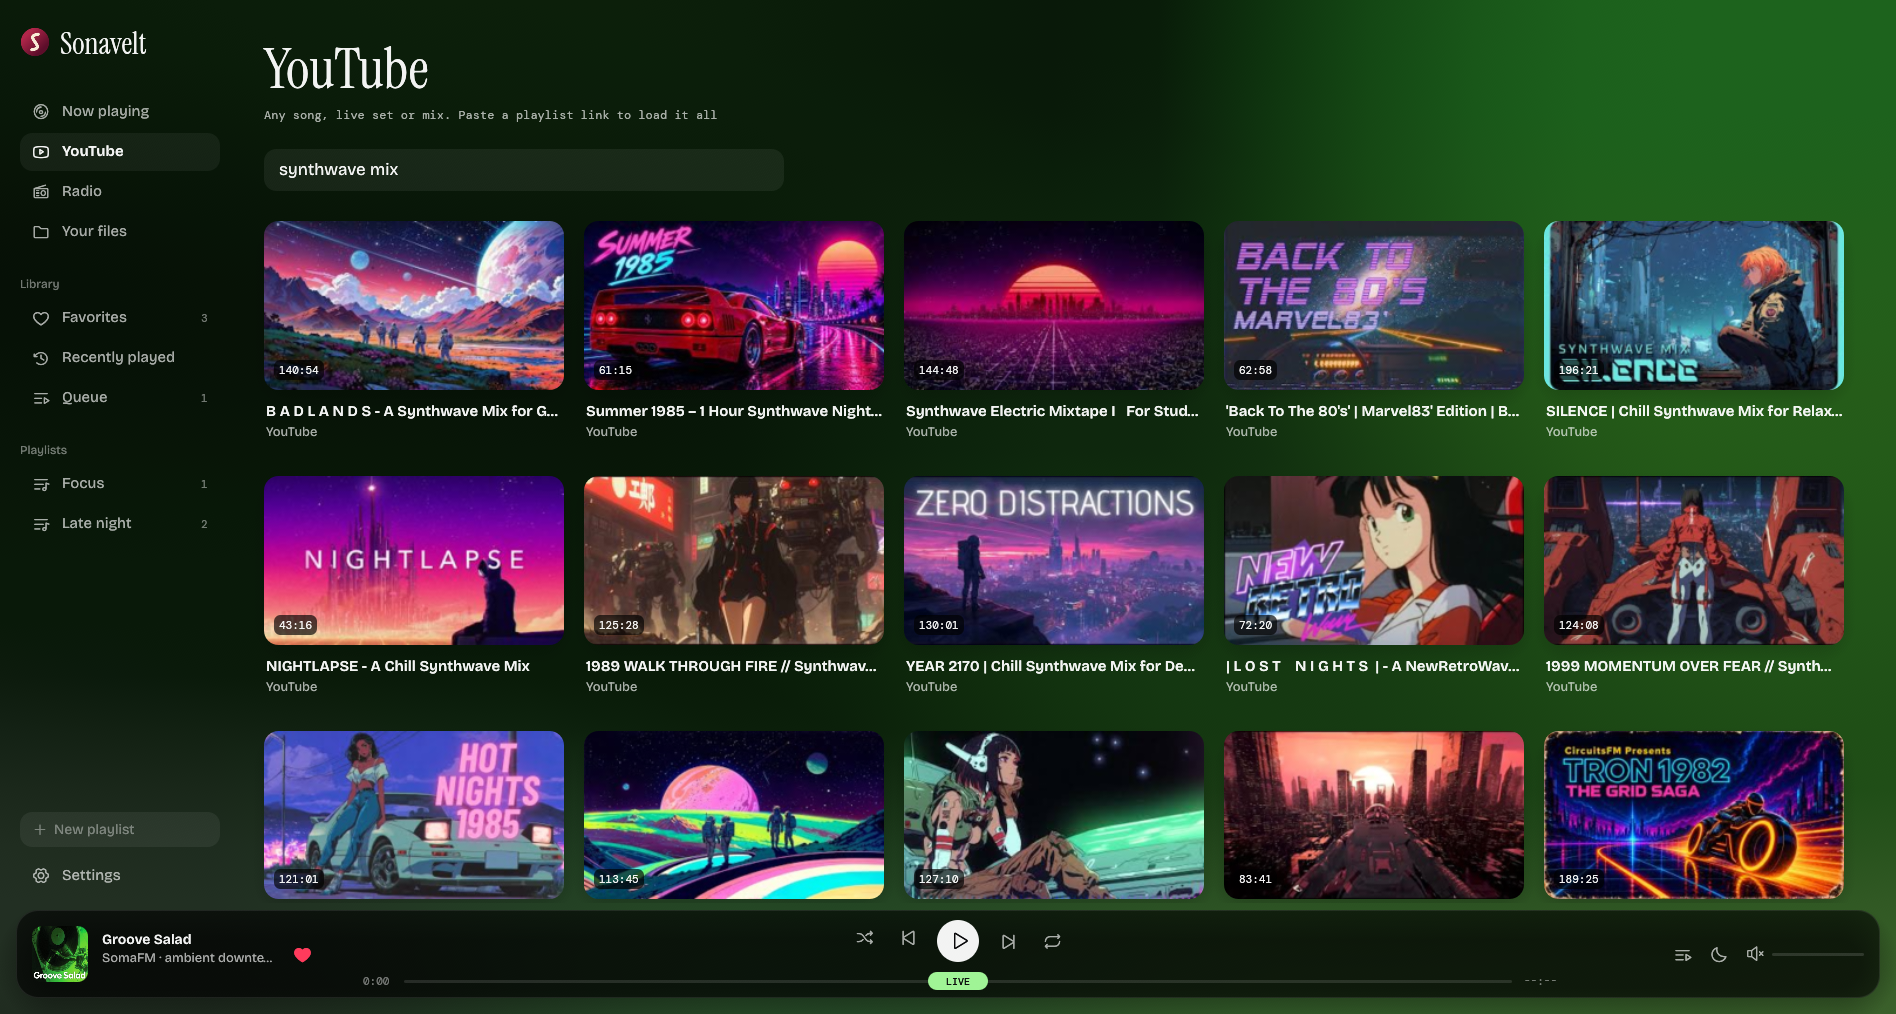 Sonavelt
Now playing
YouTube
Radio
Your files
Library
Favorites 3
Recently played
Queue 1
Playlists
Focus 1
Late night 2
New playlist
Settings
YouTube
Any song, live set or mix. Paste a playlist link to load it all
synthwave mix
140:54
B A D L A N D S - A Synthwave Mix for G...
YouTube
SUMMER
1985
61:15
Summer 1985 – 1 Hour Synthwave Night...
YouTube
144:48
Synthwave Electric Mixtape I For Stud...
YouTube
BACK TO
THE 80'S
MARVEL83'
62:58
'Back To The 80's' | Marvel83' Edition | B...
YouTube
SYNTHWAVE MIX
SILENCE
196:21
SILENCE | Chill Synthwave Mix for Relax...
YouTube
NIGHTLAPSE
43:16
NIGHTLAPSE - A Chill Synthwave Mix
YouTube
125:28
1989 WALK THROUGH FIRE // Synthwav...
YouTube
ZERO DISTRACTIONS
130:01
YEAR 2170 | Chill Synthwave Mix for De...
YouTube
NEW
RETRO
Wave
72:20
| L O S T N I G H T S | - A NewRetroWav...
YouTube
124:08
1999 MOMENTUM OVER FEAR // Synth...
YouTube
HOT
NIGHTS
1985
121:01
113:45
127:10
83:41
CircuitsFM Presents
TRON 1982
THE GRID SAGA
189:25
Groove Salad
Groove Salad
SomaFM · ambient downte...
0:00
LIVE
--:--